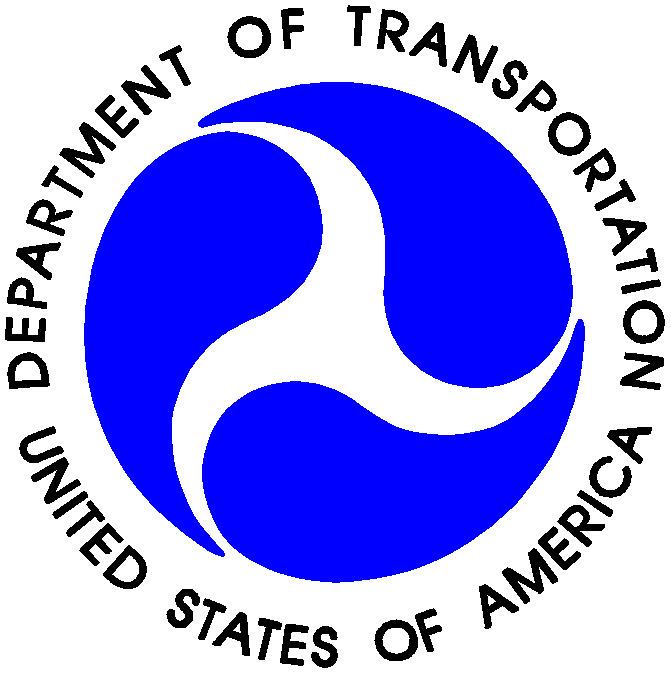 DEPARTMENT OF TRANSPORTATION
UNITED STATES OF AMERICA